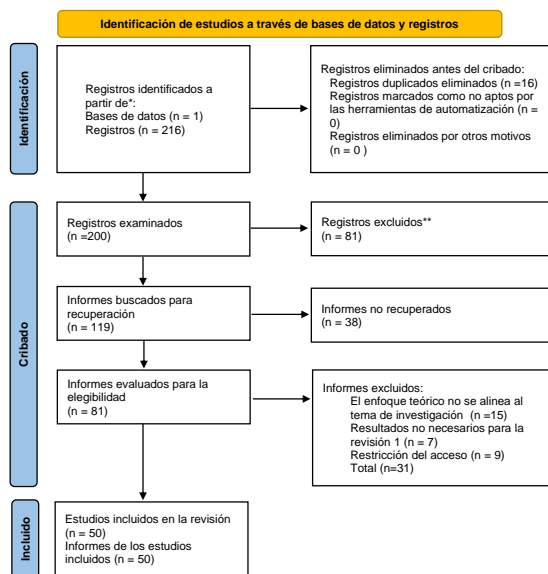 Identificación de estudios a través de bases de datos y registros
Identificación
Registros identificados a
partir de*:
Bases de datos (n = 1)
Registros (n = 216)
Registros eliminados antes del cribado:
Registros duplicados eliminados (n =16)
Registros marcados como no aptos por
las herramientas de automatización (n =
0)
Registros eliminados por otros motivos
(n = 0 )
Cribado
Registros examinados
(n =200)
Registros excluidos**
(n = 81)
Informes buscados para
recuperación
(n = 119)
Informes no recuperados
(n = 38)
Informes evaluados para la
elegibilidad
(n = 81)
Informes excluidos:
El enfoque teórico no se alinea al
tema de investigación (n =15)
Resultados no necesarios para la
revisión 1 (n = 7)
Restricción del acceso (n = 9)
Total (n=31)
Incluido
Estudios incluidos en la revisión
(n = 50)
Informes de los estudios
incluidos (n = 50)